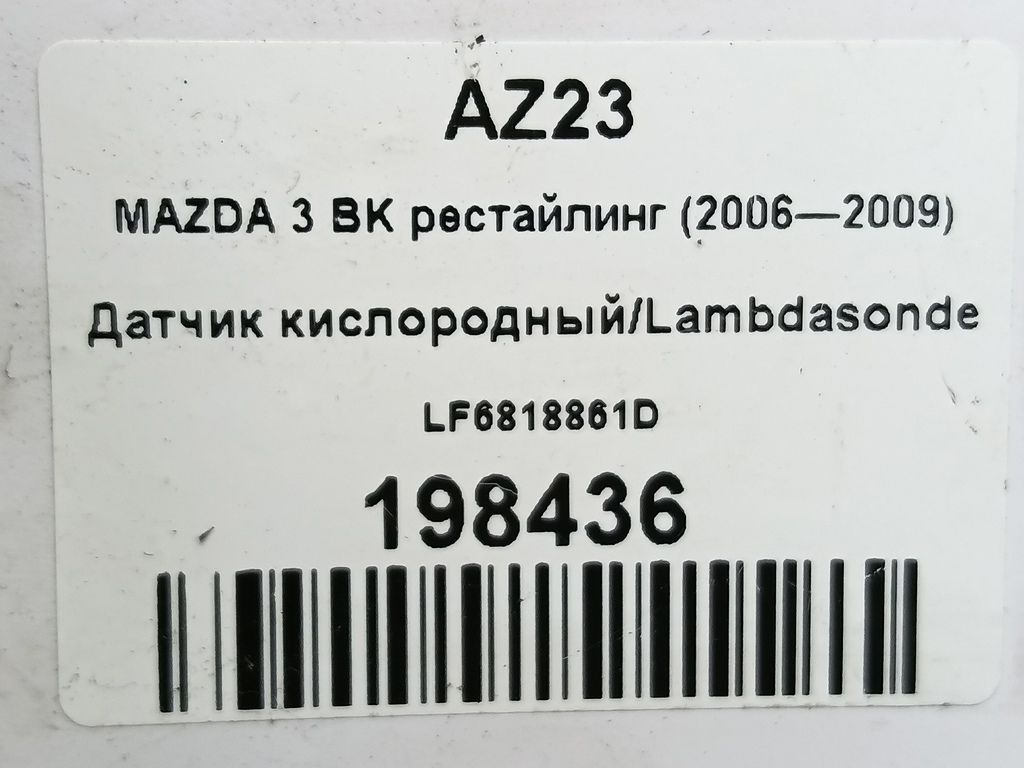 AZ23
MAZDA 3 BK рестайлинг (2006—2009)
Датчик кислородный/Lambdasonde
LF6818861D
198436